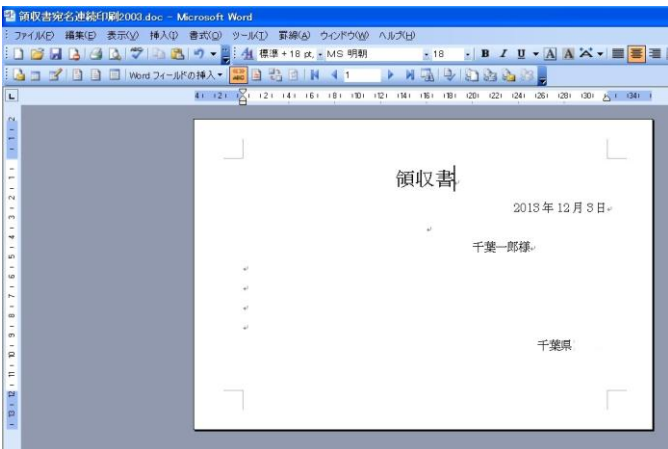 領収書宛名連続印刷2003.doc - Microsoft Word
ファイル(F) 編集(E) 表示(V) 挿入(I) 書式(O) ツール(T) 罫線(A) ウィンドウ(W) ヘルプ(H)
標準 + 18 pt, MS 明朝 18 B I U A A
Word フィールドの挿入 1
領収書
2013年12月3日
千葉一郎様
千葉県